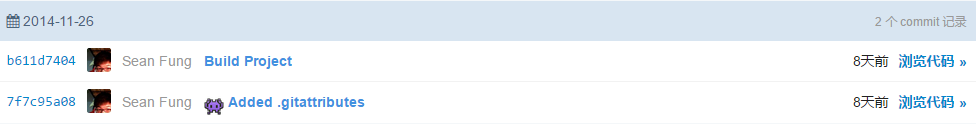 2014-11-26 2 个 commit 记录
b611d7404 Sean Fung Build Project 8天前 浏览代码 »
7f7c95a08 Sean Fung Added .gitattributes 8天前 浏览代码 »